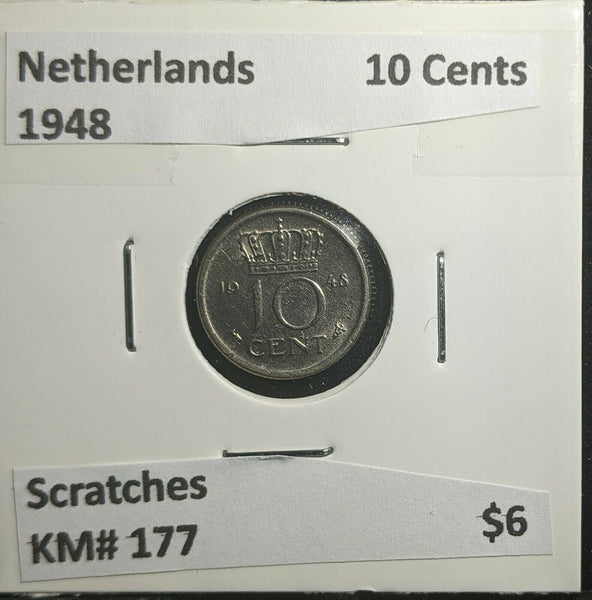 Netherlands 10 Cents
1948
19 48
10
CENT
Scratches
KM# 177 $6